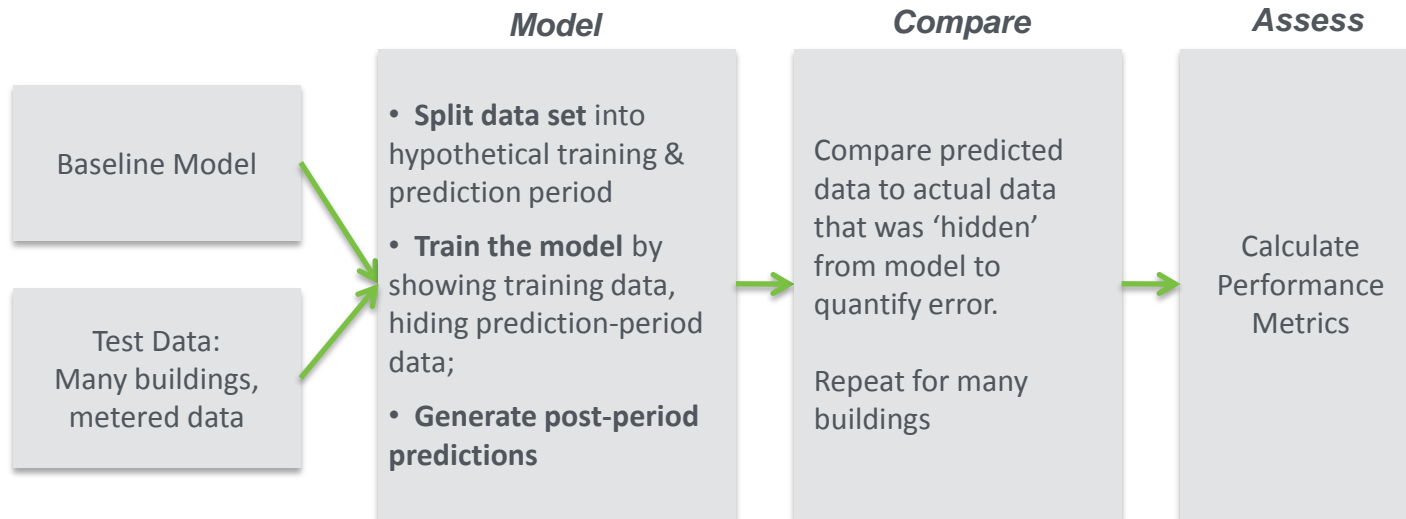 Model
Compare
Assess
Baseline Model
Test Data:
Many buildings,
metered data
• Split data set into
hypothetical training &
prediction period
• Train the model by
showing training data,
hiding prediction-period
data;
• Generate post-period
predictions
Compare predicted
data to actual data
that was ‘hidden’
from model to
quantify error.
Repeat for many
buildings
Calculate
Performance
Metrics